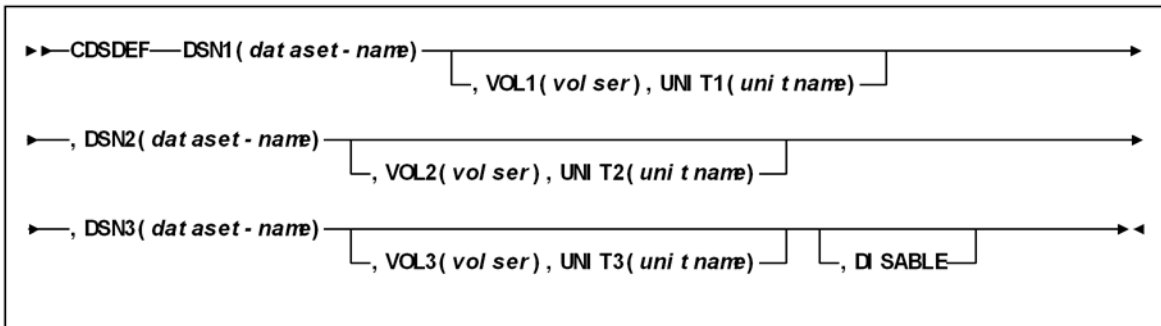 CDSDEF DSN1(dataset-name)
, VOL1(volser), UNIT1(unitname)
, DSN2(dataset-name)
, VOL2(volser), UNIT2(unitname)
, DSN3(dataset-name)
, VOL3(volser), UNIT3(unitname) , DISABLE